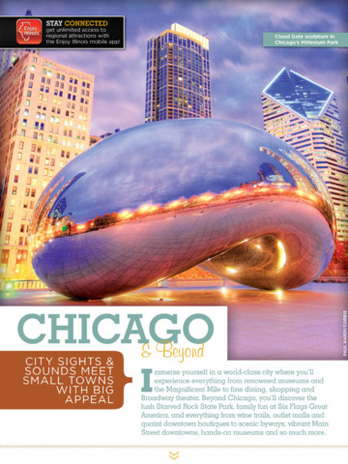 Enjoy
Illinois
STAY CONNECTED
get unlimited access to
regional attractions with
the Enjoy Illinois mobile app!
Cloud Gate sculpture in
Chicago's Millenium Park
CHICAGO
& Beyond
CITY SIGHTS &
SOUNDS MEET
SMALL TOWNS
WITH BIG
APPEAL
Immerse yourself in a world-class city where you'll
experience everything from renowned museums and
the Magnificent Mile to fine dining, shopping and
Broadway theater. Beyond Chicago, you'll discover the
lush Starved Rock State Park, family fun at Six Flags Great
America, and everything from wine trails, outlet malls and
quaint downtown boutiques to scenic byways, vibrant Main
Street downtowns, hands-on museums and so much more.